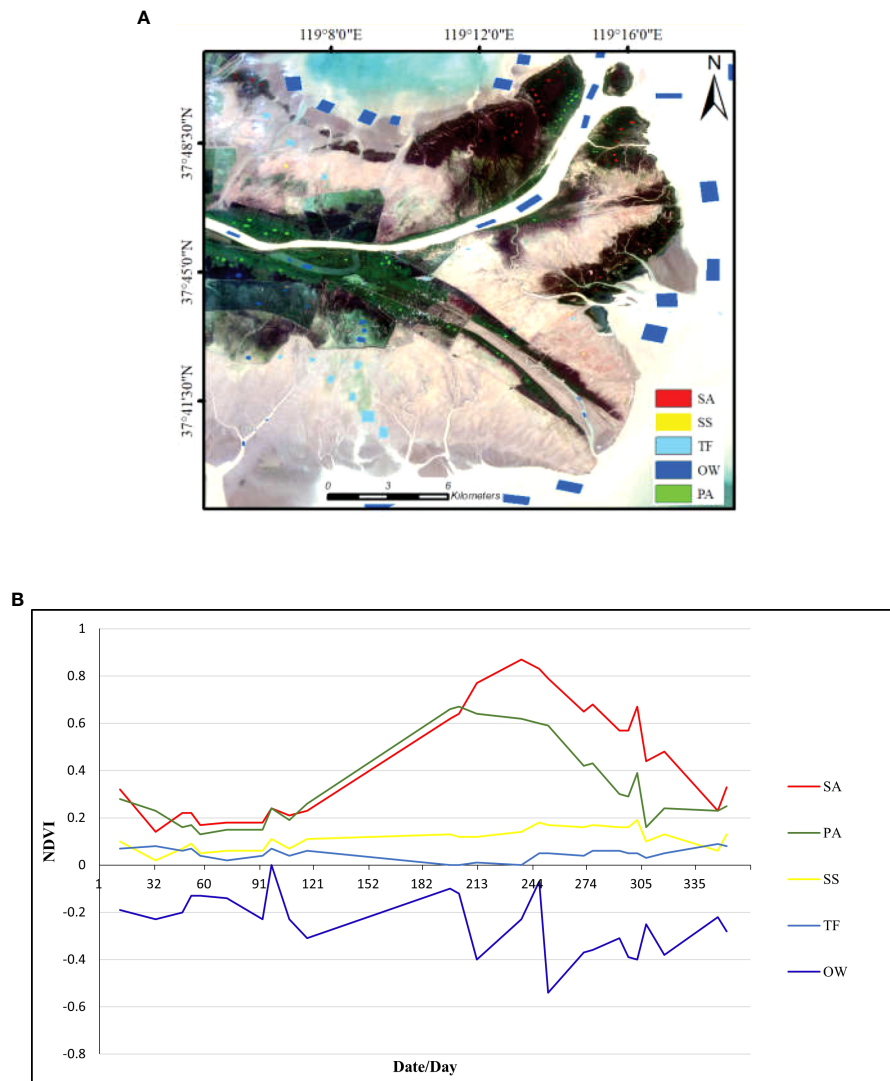 A
119°8'0"E 119°12'0"E 119°16'0"E
N
37°48'30"N
37°45'0"N
37°41'30"N
SA
SS
TF
OW
PA
0 3 6
Kilometers
B
1
0.8
0.6
0.4
0.2
0
-0.2
-0.4
-0.6
-0.8
NDVI
1 32 60 91 121 152 182 213 244 274 305 335
Date/Day
SA
PA
SS
TF
OW